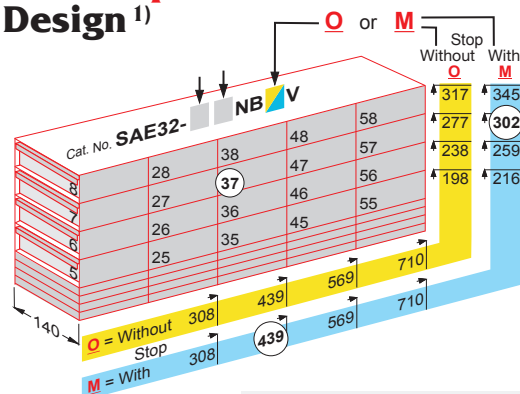 Design 1)
O or M
Stop
Without With
O M
317 345
277 302
238 259
198 216
Cat. No. SAE32- NB V
8 28 38 48 58
7 27 37 47 57
6 26 36 46 56
5 25 35 45 55
140
O = Without 308 439 569 710
Stop
M = With 308 439 569 710